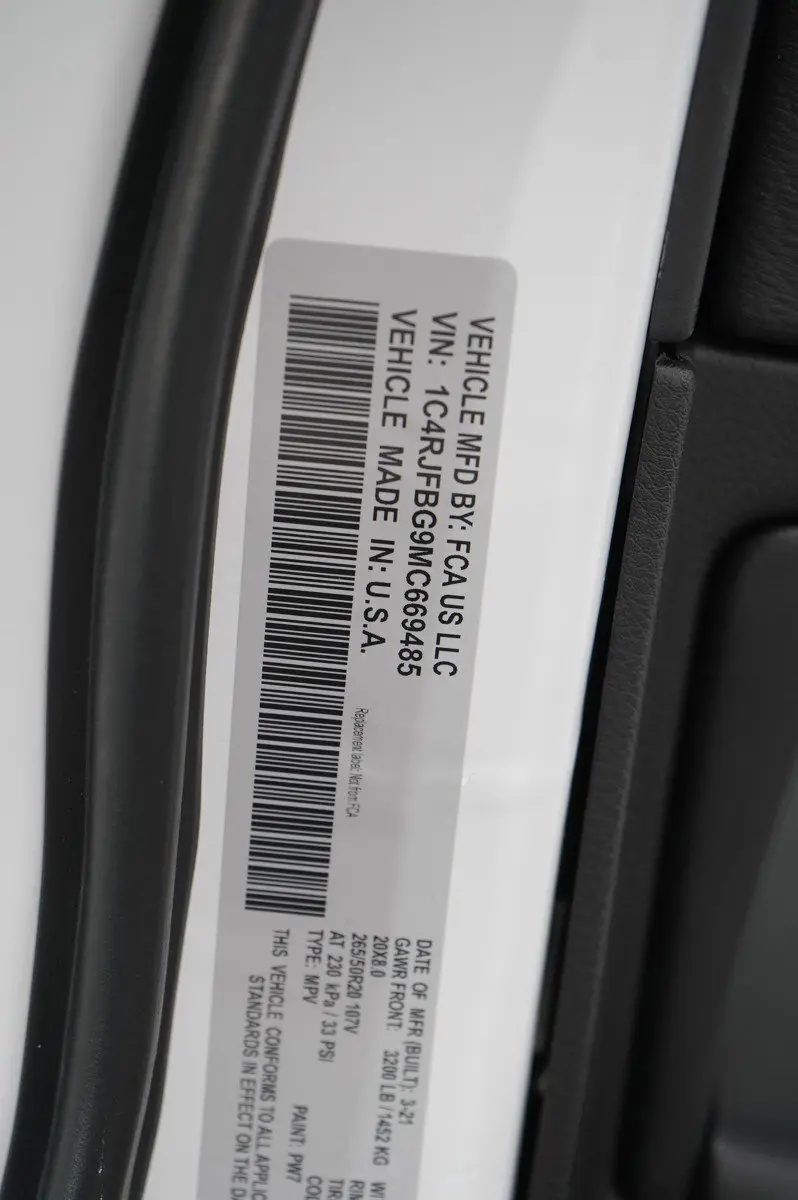 VEHICLE MFD BY: FCA US LLC
VIN: 1C4RJFBG9MC669485
VEHICLE MADE IN: U.S.A.
Replacement label: Not from FCA
DATE OF MFR (BUILT): 3-21
GAWR FRONT: 3200 LB / 1452 KG
20X8.0
265/50R20 107V
AT 230 kPa / 33 PSI
TYPE: MPV
PAINT: PW7
THIS VEHICLE CONFORMS TO ALL
STANDARDS IN EFFECT ON THE